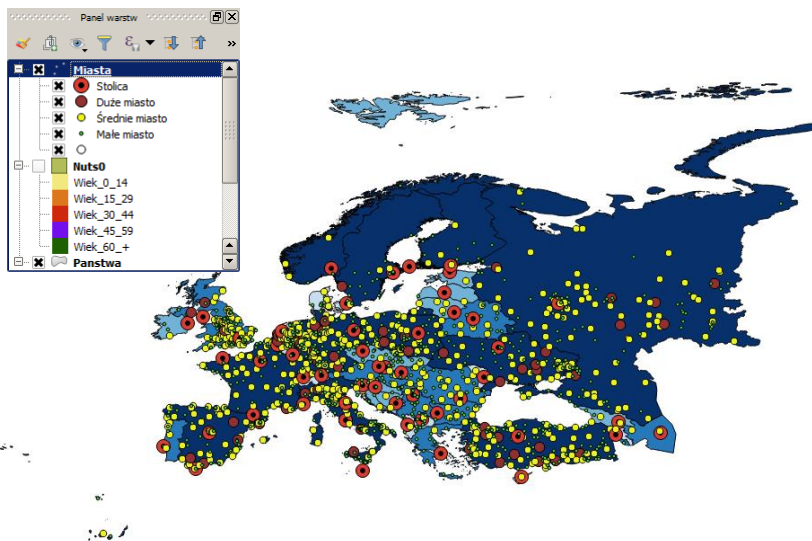 Panel warstw
Miasta
Stolica
Duże miasto
Średnie miasto
Małe miasto
Nuts0
Wiek_0_14
Wiek_15_29
Wiek_30_44
Wiek_45_59
Wiek_60_+
Panstwa